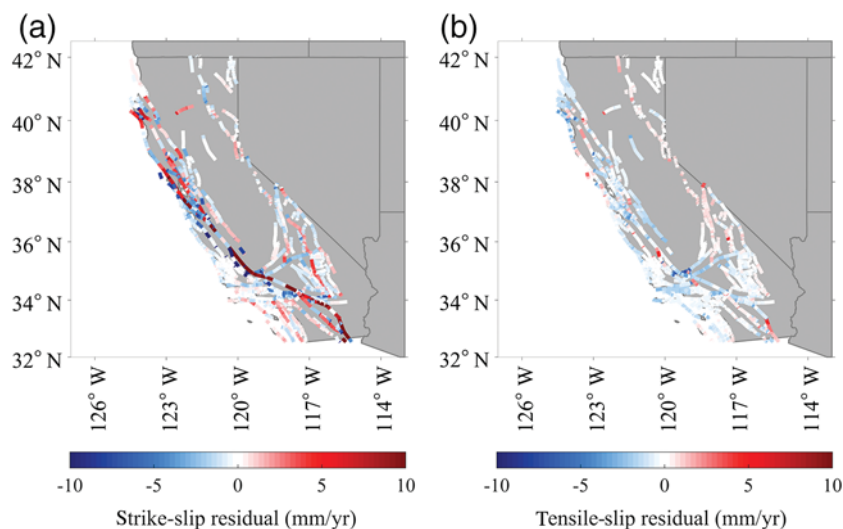 (a) (b)
42° N 42° N
40° N 40° N
38° N 38° N
36° N 36° N
34° N 34° N
32° N 32° N
126° W 123° W 120° W 117° W 114° W 126° W 123° W 120° W 117° W 114° W
-10 -5 0 5 10 -10 -5 0 5 10
Strike-slip residual (mm/yr) Tensile-slip residual (mm/yr)